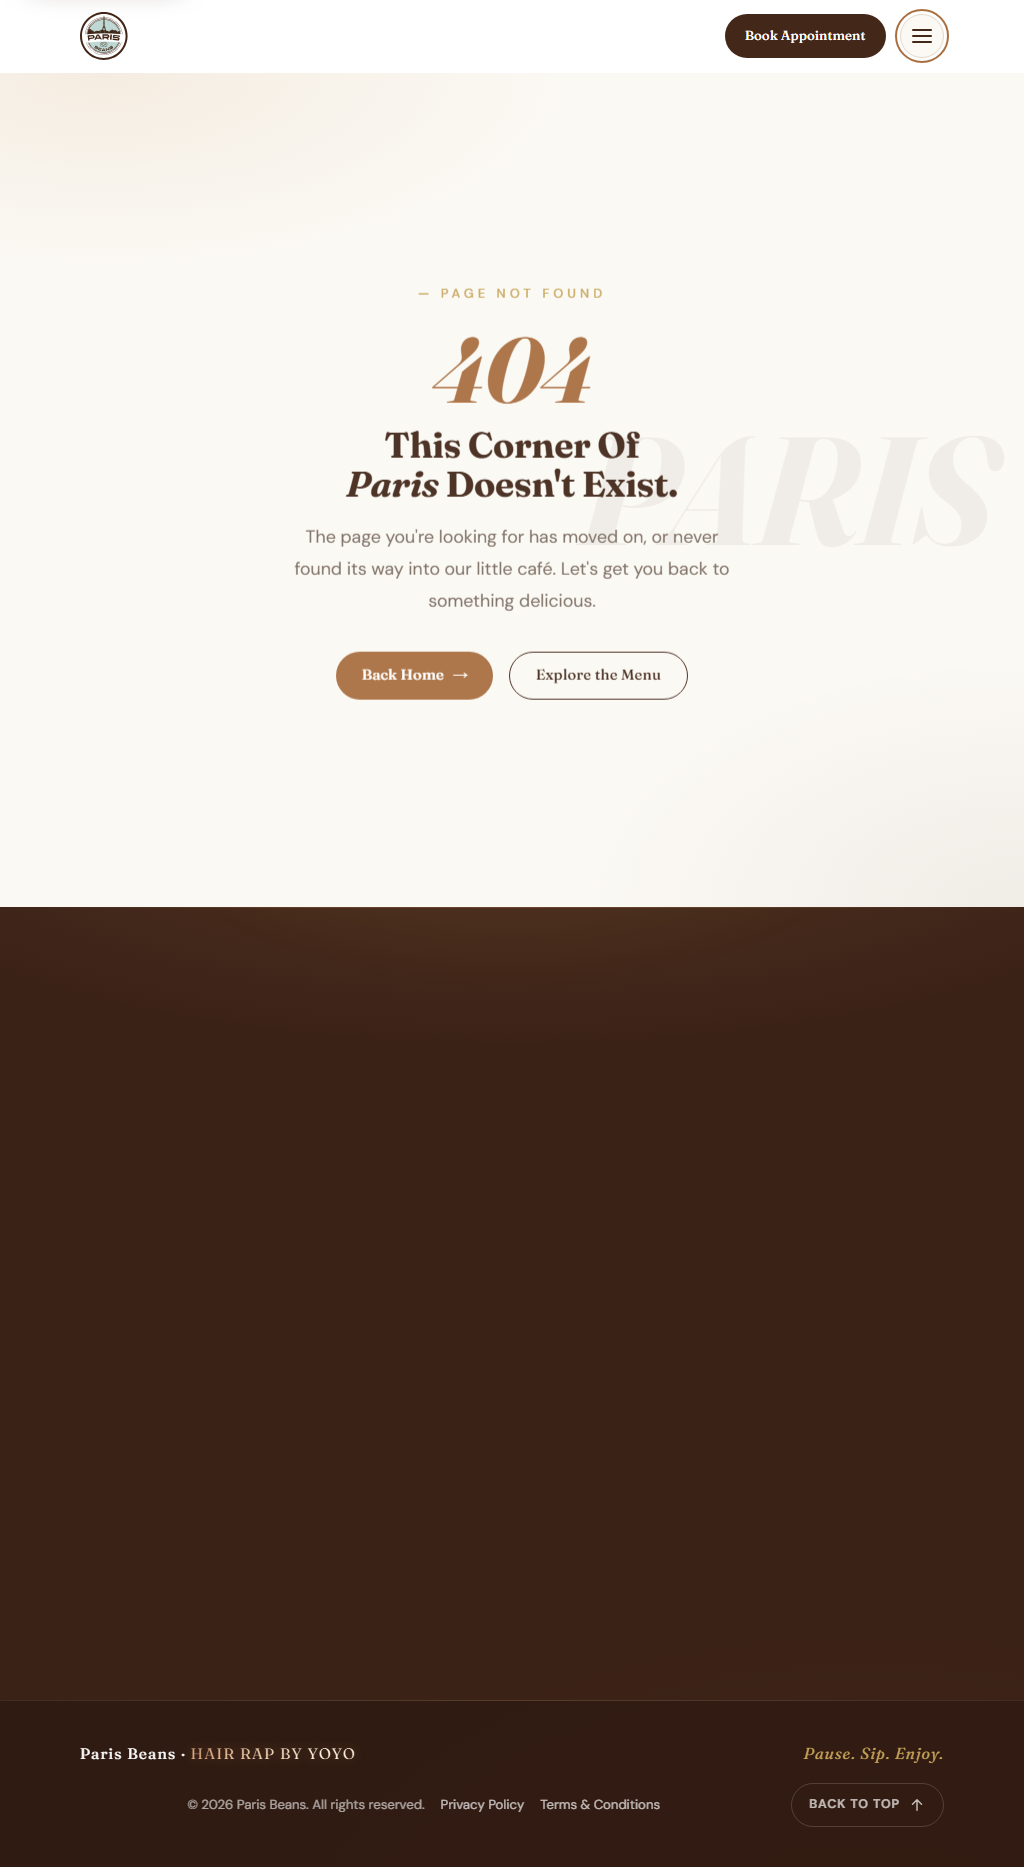 PARIS
BEANS
Book Appointment
— PAGE NOT FOUND
404
This Corner Of
Paris Doesn't Exist.
PARIS
The page you're looking for has moved on, or never
found its way into our little café. Let's get you back to
something delicious.
Back Home →
Explore the Menu
Paris Beans · HAIR RAP BY YOYO
Pause. Sip. Enjoy.
© 2026 Paris Beans. All rights reserved. Privacy Policy Terms & Conditions
BACK TO TOP ↑